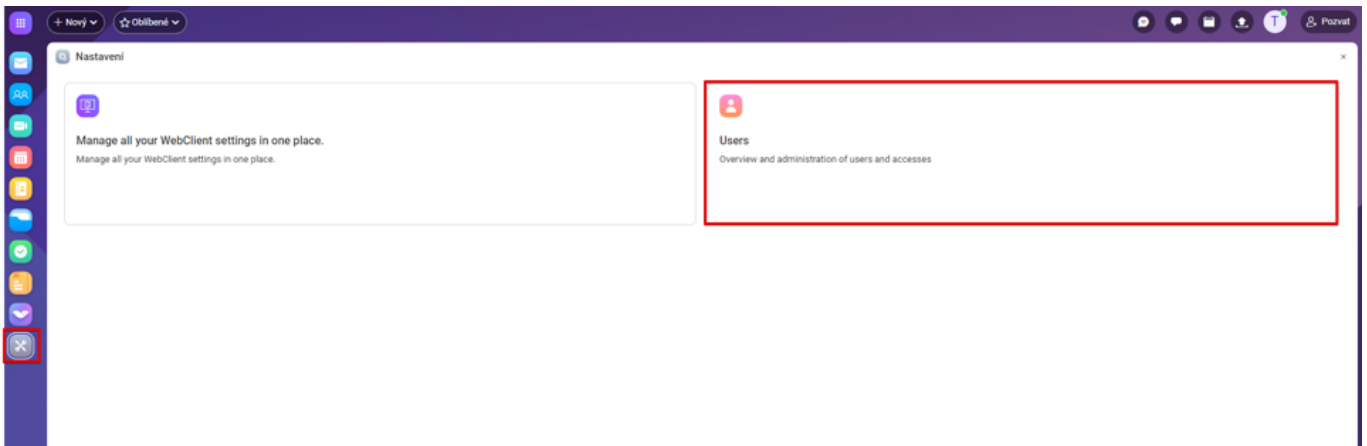 + Nový
Oblíbené
T
Pozvat
Nastavení
×
Manage all your WebClient settings in one place.
Manage all your WebClient settings in one place.
Users
Overview and administration of users and accesses